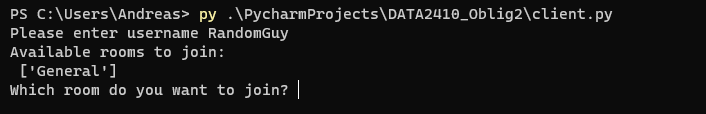 PS C:\Users\Andreas> py .\PycharmProjects\DATA2410_Oblig2\client.py
Please enter username RandomGuy
Available rooms to join:
 ['General']
Which room do you want to join?